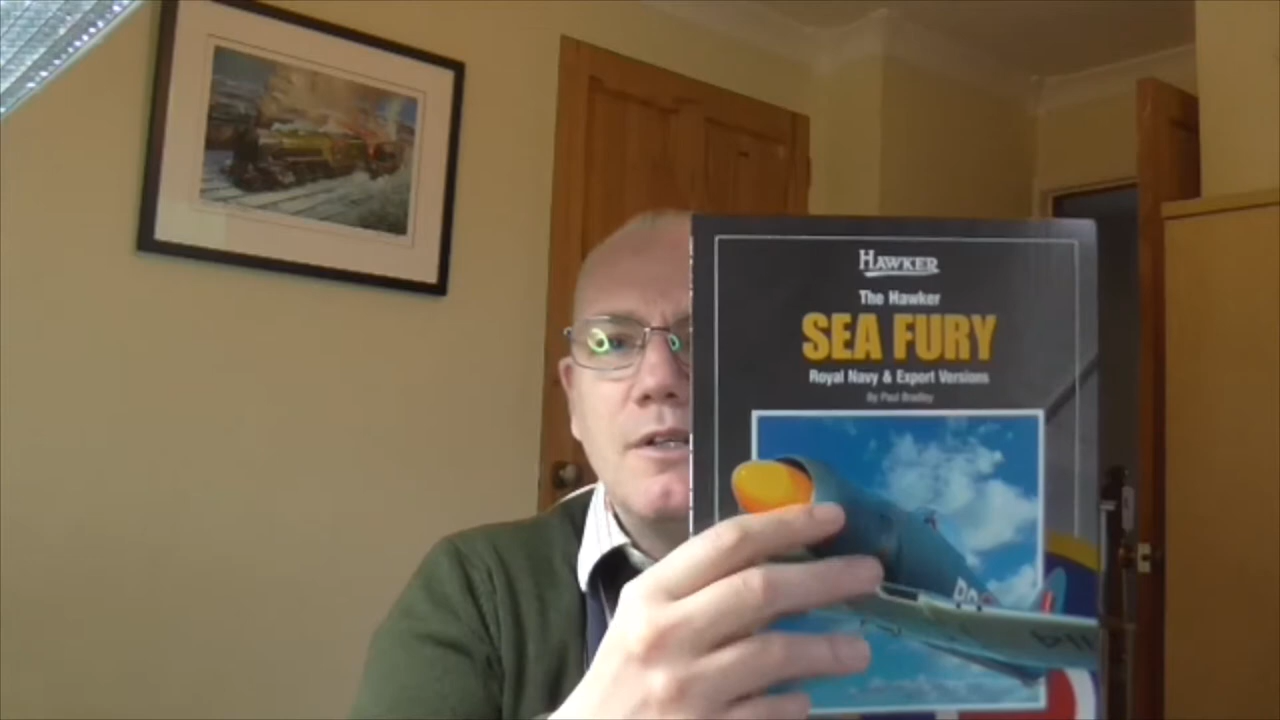 HAWKER
The Hawker
SEA FURY
Royal Navy & Export Versions
By Paul Bradley